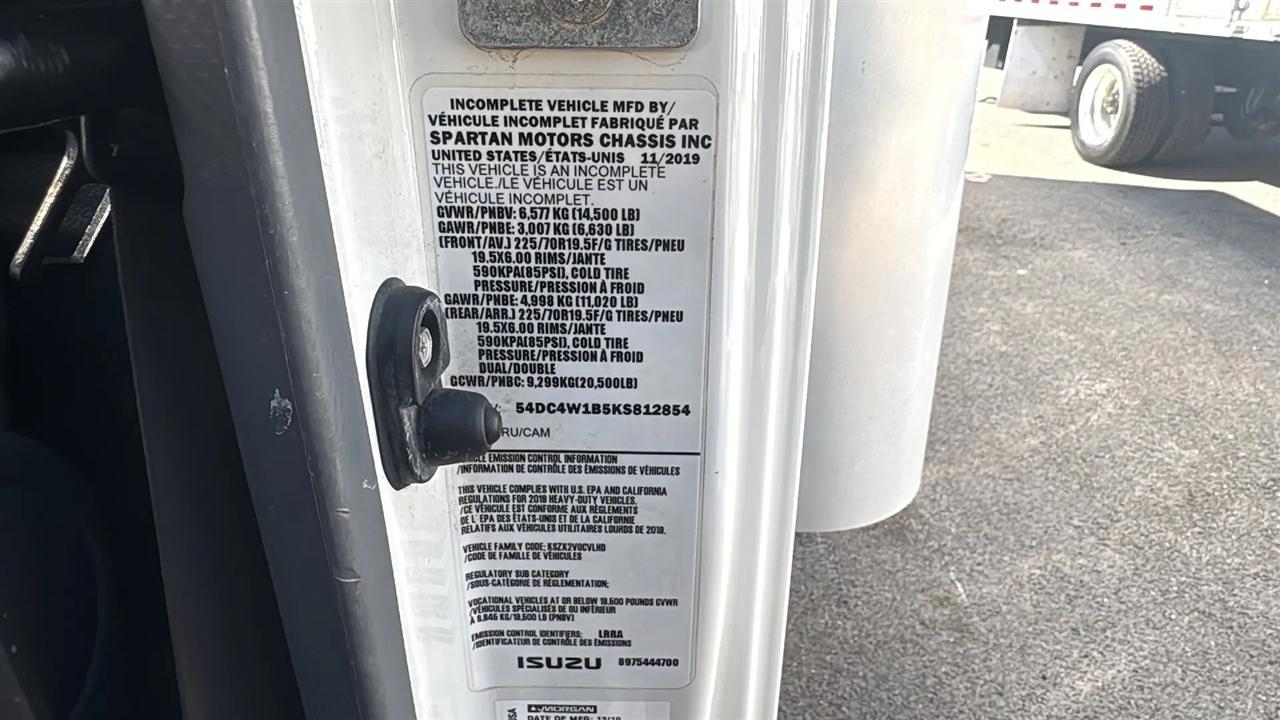 INCOMPLETE VEHICLE MFD BY/
VÉHICULE INCOMPLET FABRIQUÉ PAR
SPARTAN MOTORS CHASSIS INC
UNITED STATES/ÉTATS-UNIS 11/2019
THIS VEHICLE IS AN INCOMPLETE
VEHICLE./LE VÉHICULE EST UN
VÉHICULE INCOMPLET.
GVWR/PNBV: 6,577 KG (14,500 LB)
GAWR/PNBE: 3,007 KG (6,630 LB)
(FRONT/AV.) 225/70R19.5F/G TIRES/PNEU
19.5X6.00 RIMS/JANTE
590KPA(85PSI), COLD TIRE
PRESSURE/PRESSION À FROID
GAWR/PNBE: 4,998 KG (11,020 LB)
(REAR/ARR.) 225/70R19.5F/G TIRES/PNEU
19.5X6.00 RIMS/JANTE
590KPA(85PSI), COLD TIRE
PRESSURE/PRESSION À FROID
DUAL/DOUBLE
GCWR/PNBC: 9,299KG(20,500LB)
54DC4W1B5KS812854
RU/CAM
EMISSION CONTROL INFORMATION
/INFORMATION DE CONTRÔLE DES ÉMISSIONS DE VÉHICULES
THIS VEHICLE COMPLIES WITH U.S. EPA AND CALIFORNIA
REGULATIONS FOR 2019 HEAVY-DUTY VEHICLES.
/CE VÉHICULE EST CONFORME AUX RÈGLEMENTS
DE L' EPA DES ÉTATS-UNIS ET DE LA CALIFORNIE
RELATIFS AUX VÉHICULES UTILITAIRES LOURDS DE 2019.
VEHICLE FAMILY CODE: KSZX2VOCVLHD
/CODE DE FAMILLE DE VÉHICULES
REGULATORY SUB CATEGORY
/SOUS-CATÉGORIE DE RÉGLEMENTATION:
VOCATIONAL VEHICLES AT OR BELOW 19,500 POUNDS GVWR
/VÉHICULES SPÉCIALISÉS DE OU INFÉRIEUR
À 8,845 KG/19,500 LB (PNBV)
EMISSION CONTROL IDENTIFIERS: LRRA
/IDENTIFICATEUR DE CONTRÔLE DES ÉMISSIONS
ISUZU 8975444700
MORGAN
DATE OF MFG: 12/19